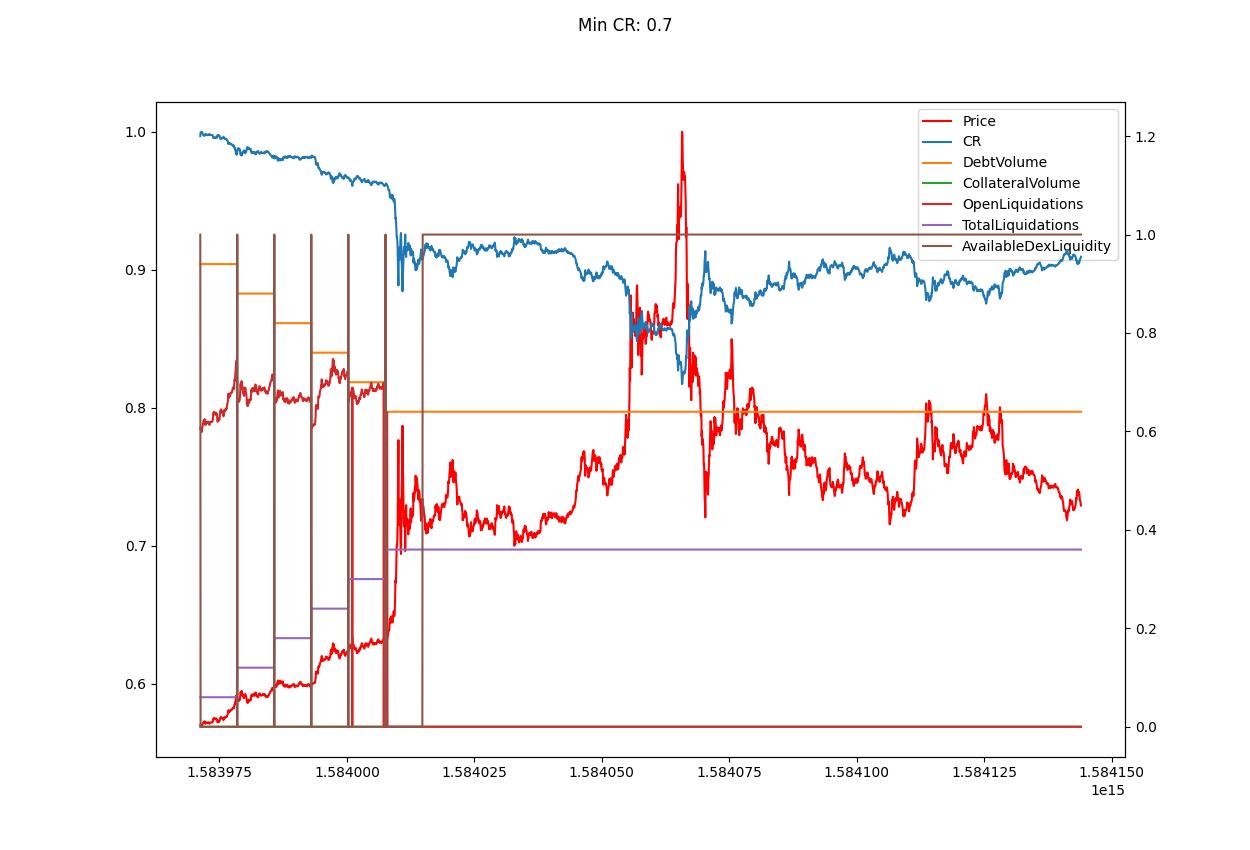 Min CR: 0.7
Price
CR
DebtVolume
CollateralVolume
OpenLiquidations
TotalLiquidations
AvailableDexLiquidity
1.0
0.9
0.8
0.7
0.6
1.2
1.0
0.8
0.6
0.4
0.2
0.0
1.583975 1.584000 1.584025 1.584050 1.584075 1.584100 1.584125 1.584150
1e15